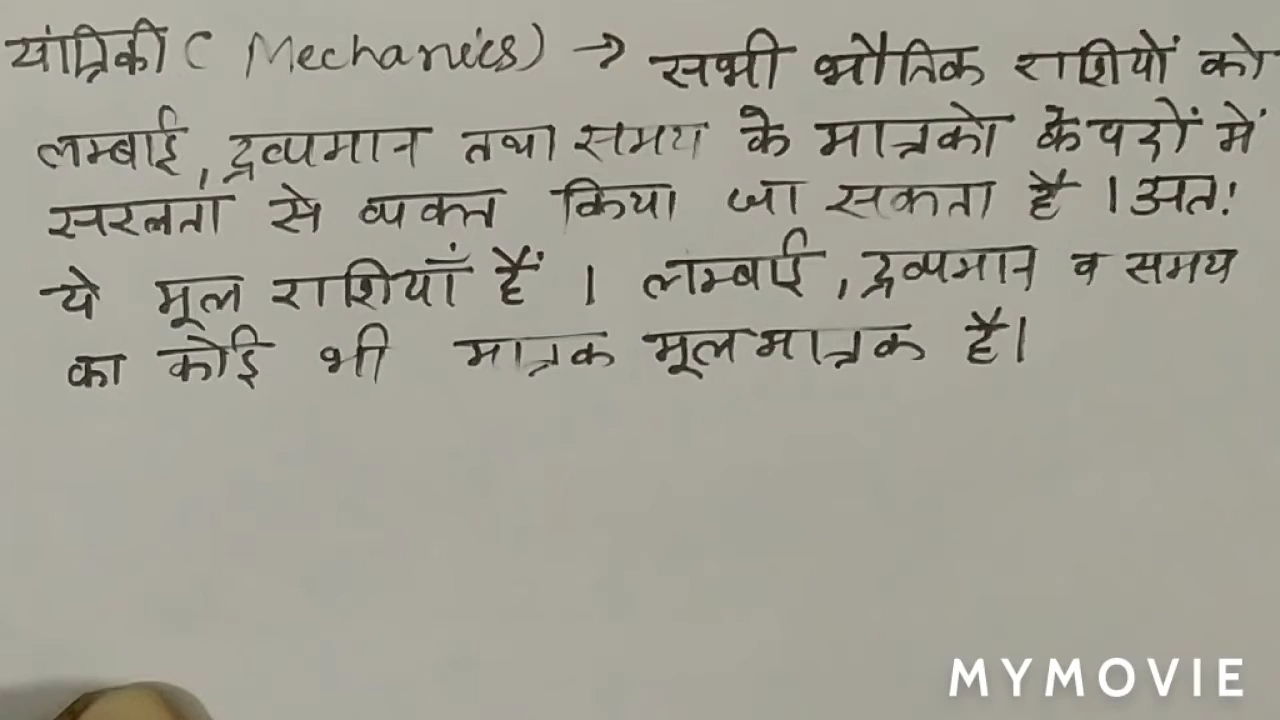 यांत्रिकी ( Mechanics) → सभी भौतिक राशियों को
लम्बाई, द्रव्यमान तथा समय के मात्रको के पदों में
सरलता से व्यक्त किया जा सकता है । अत:
ये मूल राशियाँ हैं । लम्बाई, द्रव्यमान व समय
का कोई भी मात्रक मूल मात्रक है।
MYMOVIE